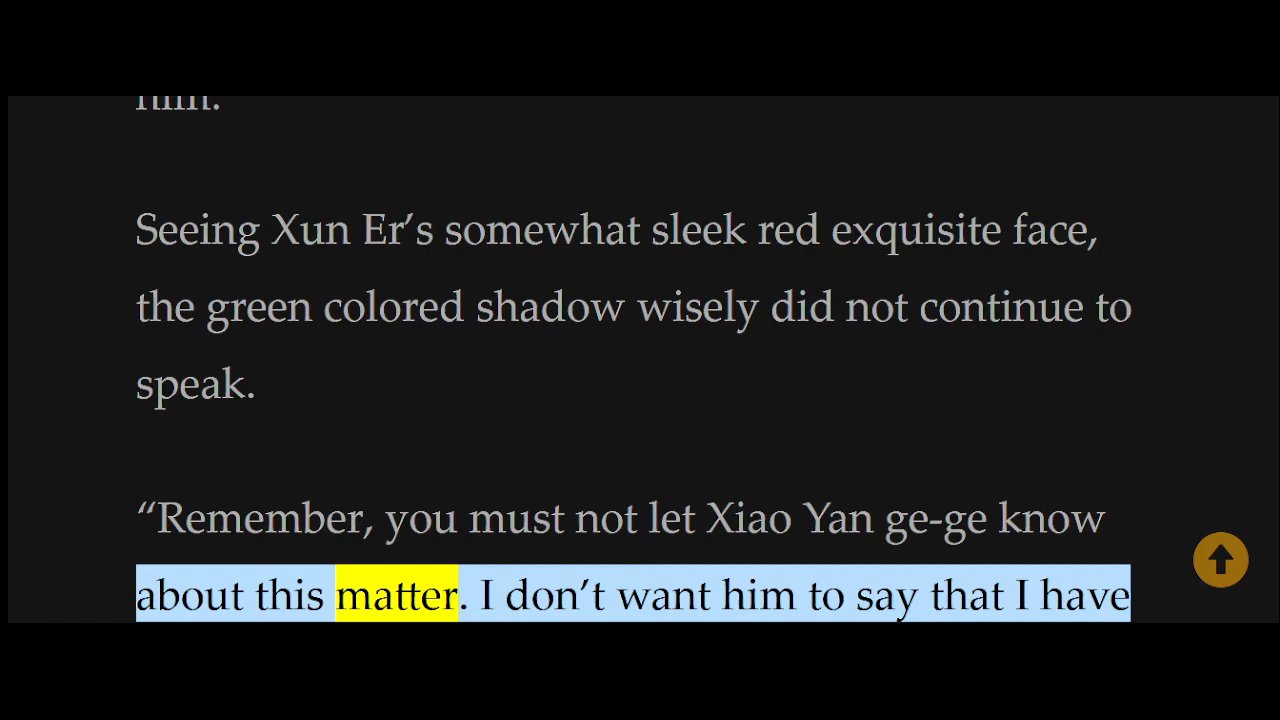 him.
Seeing Xun Er’s somewhat sleek red exquisite face,
the green colored shadow wisely did not continue to
speak.
“Remember, you must not let Xiao Yan ge-ge know
about this matter. I don’t want him to say that I have